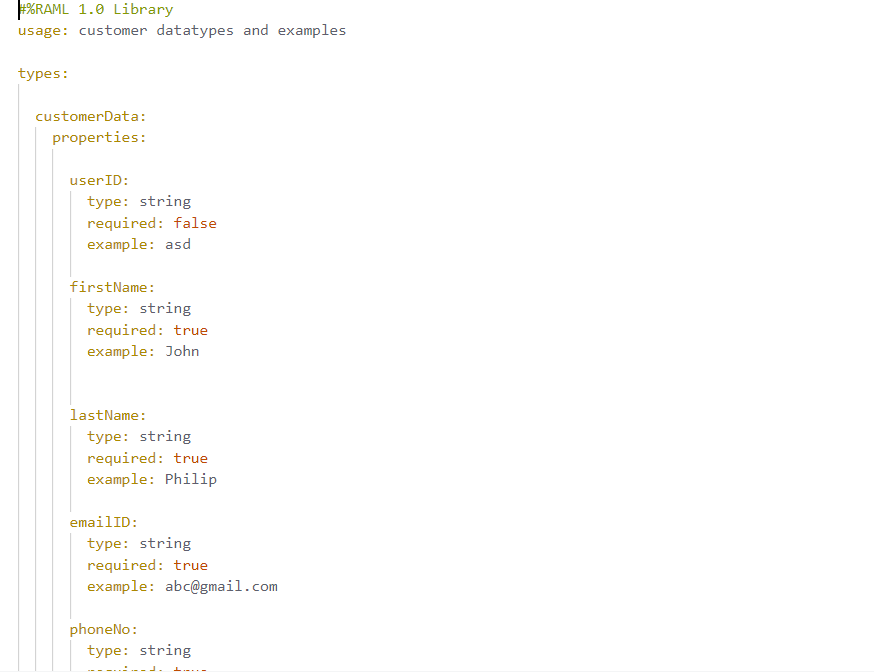 #%RAML 1.0 Library
usage: customer datatypes and examples
types:
customerData:
properties:
userID:
type: string
required: false
example: asd
firstName:
type: string
required: true
example: John
lastName:
type: string
required: true
example: Philip
emailID:
type: string
required: true
example: abc@gmail.com
phoneNo:
type: string
required: true